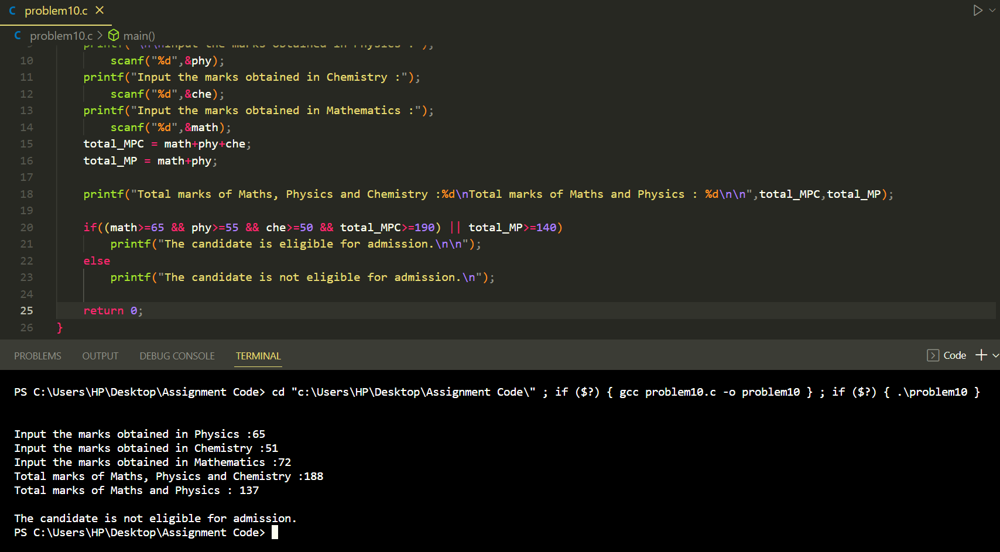 C problem10.c ×
C problem10.c > main()
printf( "\n\nInput the marks obtained in Physics :");
10 scanf("%d",&phy);
11 printf("Input the marks obtained in Chemistry :");
12 scanf("%d",&che);
13 printf("Input the marks obtained in Mathematics :");
14 scanf("%d",&math);
15 total_MPC = math+phy+che;
16 total_MP = math+phy;
17
18 printf("Total marks of Maths, Physics and Chemistry :%d\nTotal marks of Maths and Physics : %d\n\n",total_MPC,total_MP);
19
20 if((math>=65 && phy>=55 && che>=50 && total_MPC>=190) || total_MP>=140)
21 printf("The candidate is eligible for admission.\n\n");
22 else
23 printf("The candidate is not eligible for admission.\n");
24
25 return 0;
26 }
PROBLEMS OUTPUT DEBUG CONSOLE TERMINAL Code
PS C:\Users\HP\Desktop\Assignment Code> cd "c:\Users\HP\Desktop\Assignment Code\" ; if ($?) { gcc problem10.c -o problem10 } ; if ($?) { .\problem10 }
Input the marks obtained in Physics :65
Input the marks obtained in Chemistry :51
Input the marks obtained in Mathematics :72
Total marks of Maths, Physics and Chemistry :188
Total marks of Maths and Physics : 137
The candidate is not eligible for admission.
PS C:\Users\HP\Desktop\Assignment Code>